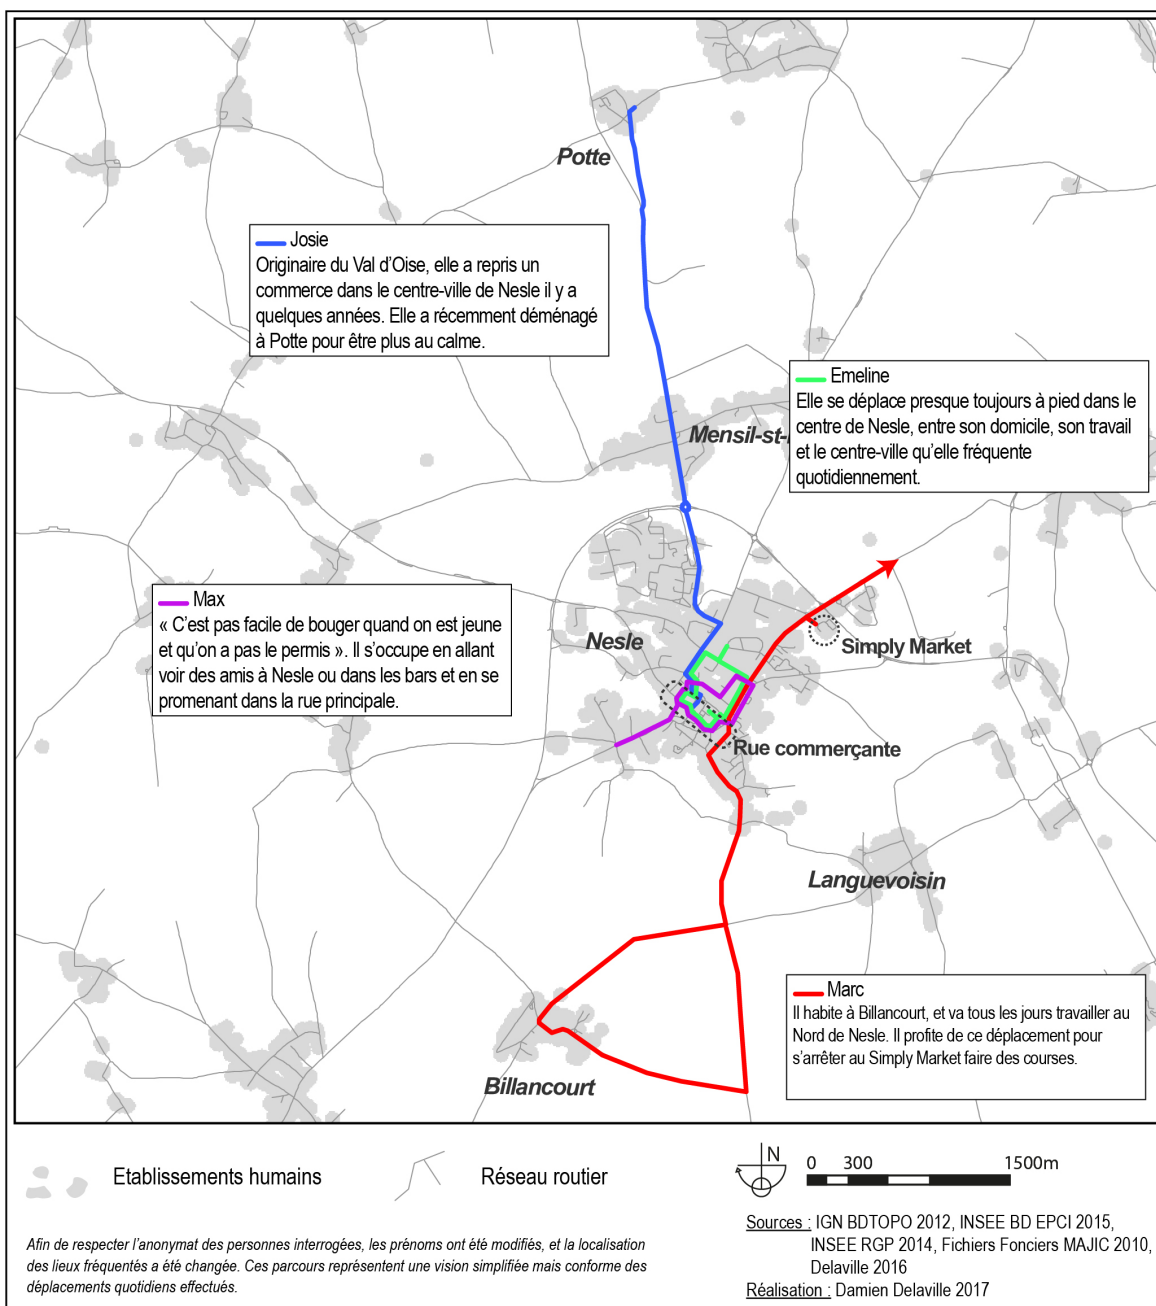 Potte
Josie
Originaire du Val d'Oise, elle a repris un
commerce dans le centre-ville de Nesle il y a
quelques années. Elle a récemment déménagé
à Potte pour être plus au calme.
Emeline
Elle se déplace presque toujours à pied dans le
centre de Nesle, entre son domicile, son travail
et le centre-ville qu'elle fréquente
quotidiennement.
Mensil-st-
Max
« C'est pas facile de bouger quand on est jeune
et qu'on a pas le permis ». Il s'occupe en allant
voir des amis à Nesle ou dans les bars et en se
promenant dans la rue principale.
Nesle
Simply Market
Rue commerçante
Languevoisin
Marc
Il habite à Billancourt, et va tous les jours travailler au
Nord de Nesle. Il profite de ce déplacement pour
s'arrêter au Simply Market faire des courses.
Billancourt
Etablissements humains
Réseau routier
N
0 300 1500m
Sources : IGN BDTOPO 2012, INSEE BD EPCI 2015,
INSEE RGP 2014, Fichiers Fonciers MAJIC 2010,
Delaville 2016
Réalisation : Damien Delaville 2017
Afin de respecter l'anonymat des personnes interrogées, les prénoms ont été modifiés, et la localisation
des lieux fréquentés a été changée. Ces parcours représentent une vision simplifiée mais conforme des
déplacements quotidiens effectués.